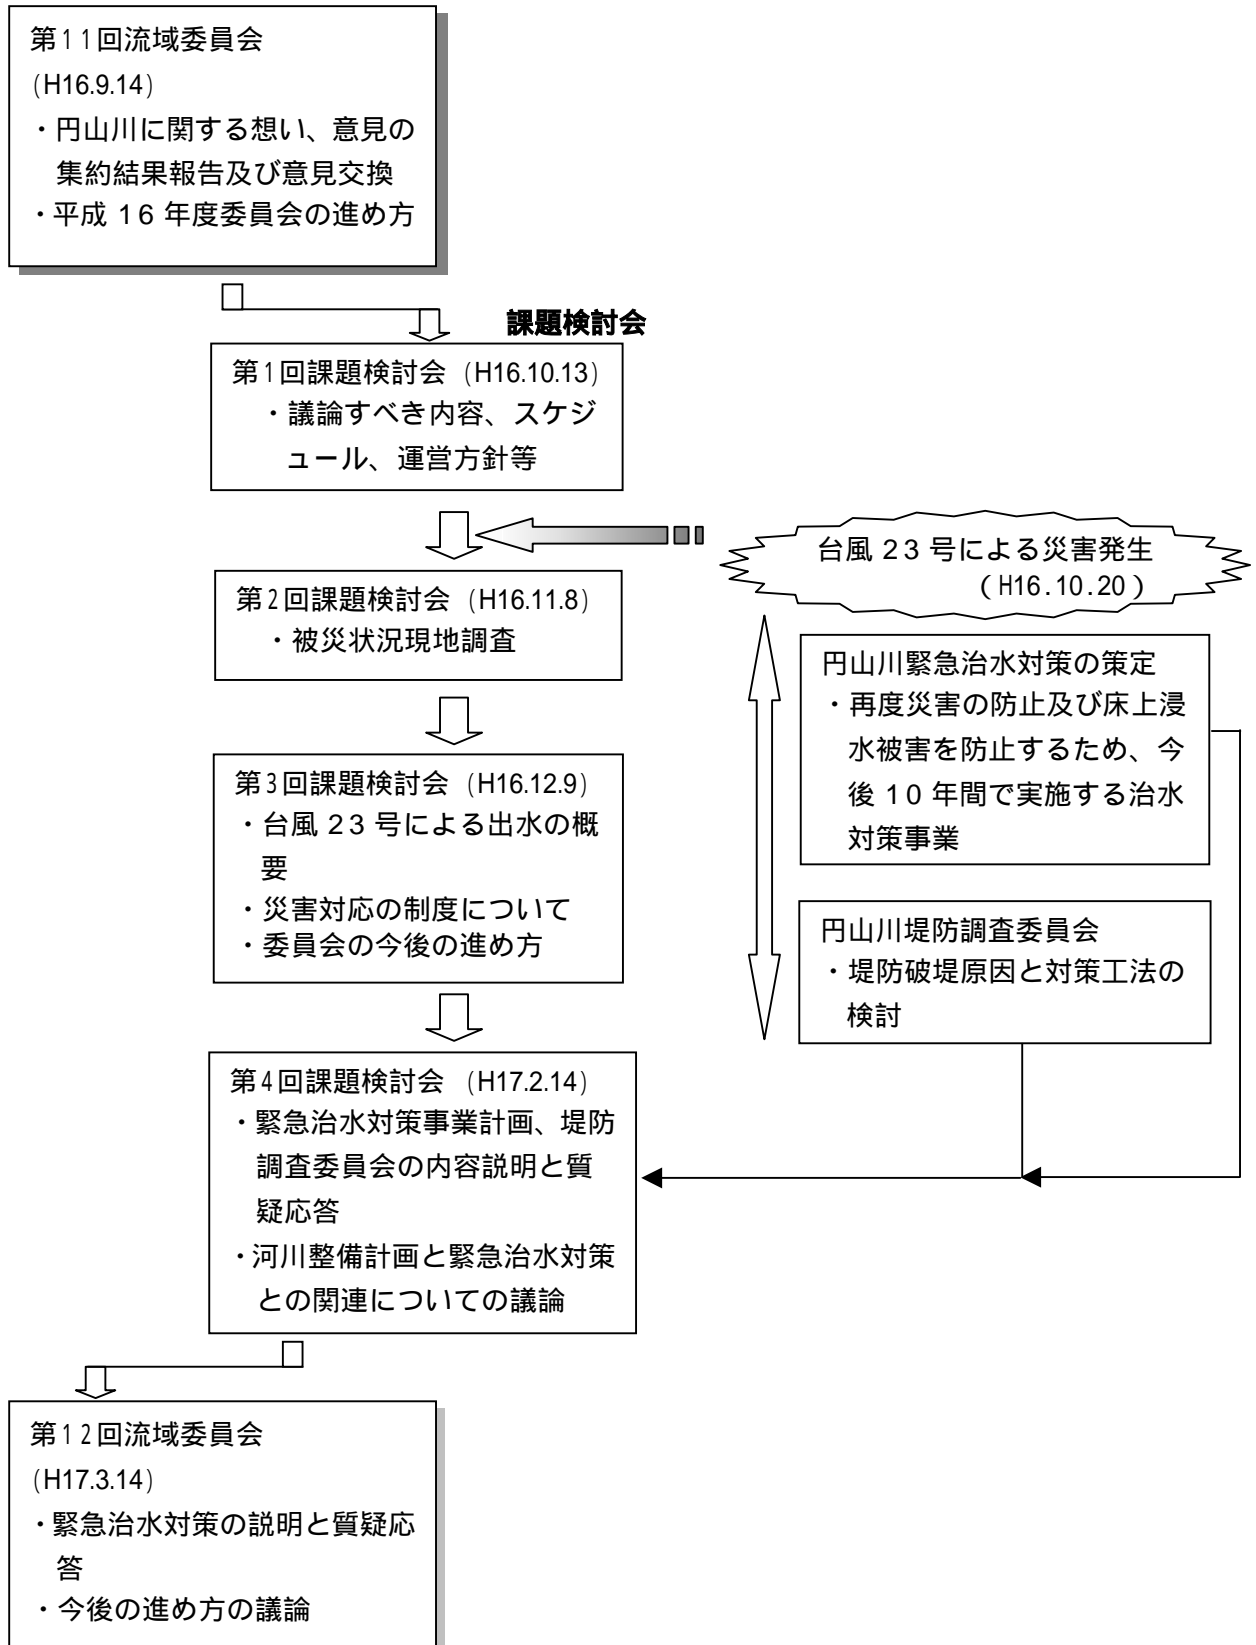 第11回流域委員会
(H16.9.14)
・円山川に関する想い、意見の
集約結果報告及び意見交換
・平成 16 年度委員会の進め方
課題検討会
第1回課題検討会 (H16.10.13)
・議論すべき内容、スケジ
ュール、運営方針等
台風 23 号による災害発生
(H16.10.20)
第2回課題検討会 (H16.11.8)
・被災状況現地調査
円山川緊急治水対策の策定
・再度災害の防止及び床上浸
水被害を防止するため、今
後 10 年間で実施する治水
対策事業
第3回課題検討会 (H16.12.9)
・台風 23 号による出水の概
要
・災害対応の制度について
・委員会の今後の進め方
円山川堤防調査委員会
・堤防破堤原因と対策工法の
検討
第4回課題検討会 (H17.2.14)
・緊急治水対策事業計画、堤防
調査委員会の内容説明と質
疑応答
・河川整備計画と緊急治水対策
との関連についての議論
第12回流域委員会
(H17.3.14)
・緊急治水対策の説明と質疑応
答
・今後の進め方の議論